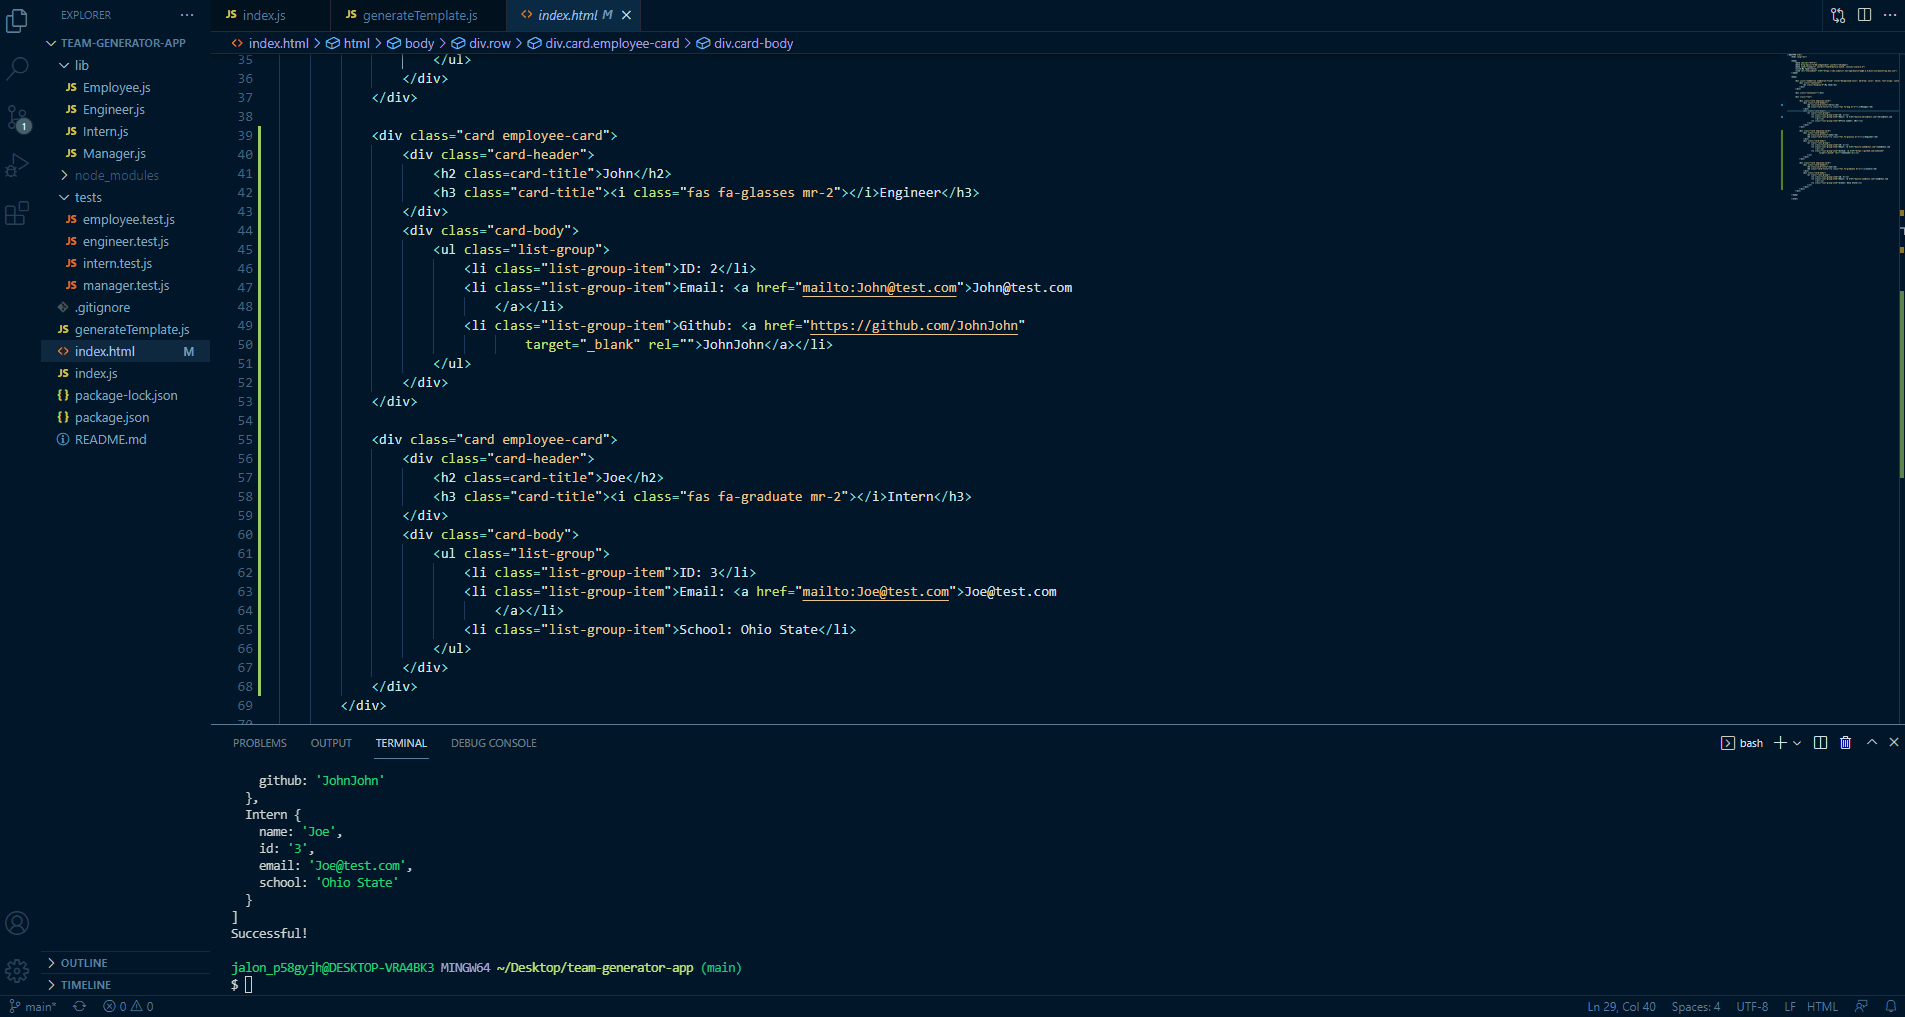 EXPLORER ···
TEAM-GENERATOR-APP
lib
JS Employee.js
JS Engineer.js
JS Intern.js
JS Manager.js
node_modules
tests
JS employee.test.js
JS engineer.test.js
JS intern.test.js
JS manager.test.js
.gitignore
JS generateTemplate.js
<> index.html M
JS index.js
{} package-lock.json
{} package.json
README.md
OUTLINE
TIMELINE
1
JS index.js
JS generateTemplate.js
<> index.html M
<> index.html > html > body > div.row > div.card.employee-card > div.card-body
35 </ul>
36 </div>
37 </div>
38
39 <div class="card employee-card">
40 <div class="card-header">
41 <h2 class=card-title">John</h2>
42 <h3 class="card-title"><i class="fas fa-glasses mr-2"></i>Engineer</h3>
43 </div>
44 <div class="card-body">
45 <ul class="list-group">
46 <li class="list-group-item">ID: 2</li>
47 <li class="list-group-item">Email: <a href="mailto:John@test.com">John@test.com
48 </a></li>
49 <li class="list-group-item">Github: <a href="https://github.com/JohnJohn"
50 target="_blank" rel="">JohnJohn</a></li>
51 </ul>
52 </div>
53 </div>
54
55 <div class="card employee-card">
56 <div class="card-header">
57 <h2 class=card-title">Joe</h2>
58 <h3 class="card-title"><i class="fas fa-graduate mr-2"></i>Intern</h3>
59 </div>
60 <div class="card-body">
61 <ul class="list-group">
62 <li class="list-group-item">ID: 3</li>
63 <li class="list-group-item">Email: <a href="mailto:Joe@test.com">Joe@test.com
64 </a></li>
65 <li class="list-group-item">School: Ohio State</li>
66 </ul>
67 </div>
68 </div>
69 </div>
70
PROBLEMS OUTPUT TERMINAL DEBUG CONSOLE
bash
github: 'JohnJohn'
},
Intern {
name: 'Joe',
id: '3',
email: 'Joe@test.com',
school: 'Ohio State'
}
]
Successful!
jalon_p58gyjh@DESKTOP-VRA4BK3 MINGW64 ~/Desktop/team-generator-app (main)
$
main* 0 0
Ln 29, Col 40 Spaces: 4 UTF-8 LF HTML